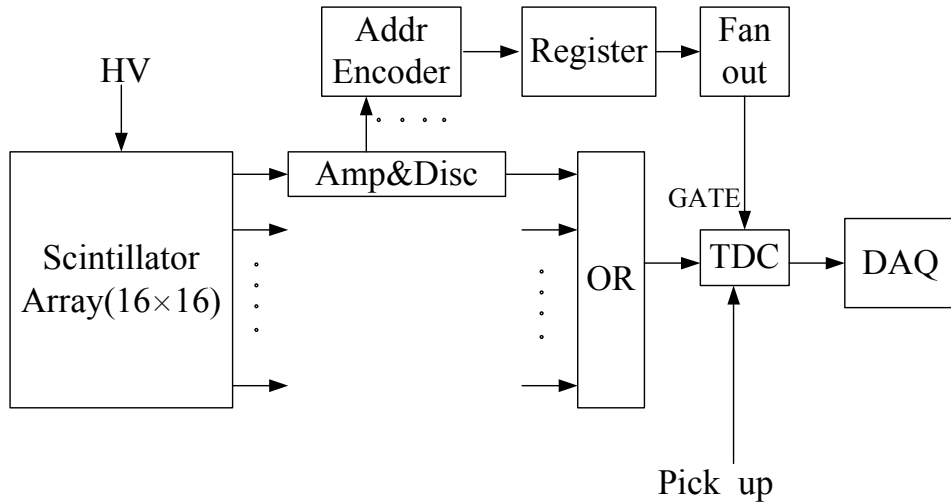 Addr
Encoder
Register
Fan
out
HV
Amp&Disc
GATE
Scintillator
Array(16×16)
OR
TDC
DAQ
Pick up